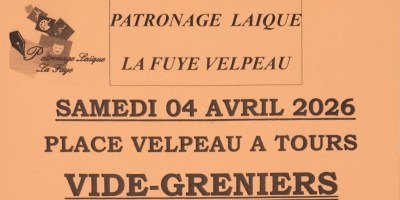 PATRONAGE LAIQUE
LA FUYE VELPEAU
Patronage Laïque
La Fuye
SAMEDI 04 AVRIL 2026
PLACE VELPEAU A TOURS
VIDE-GRENIERS